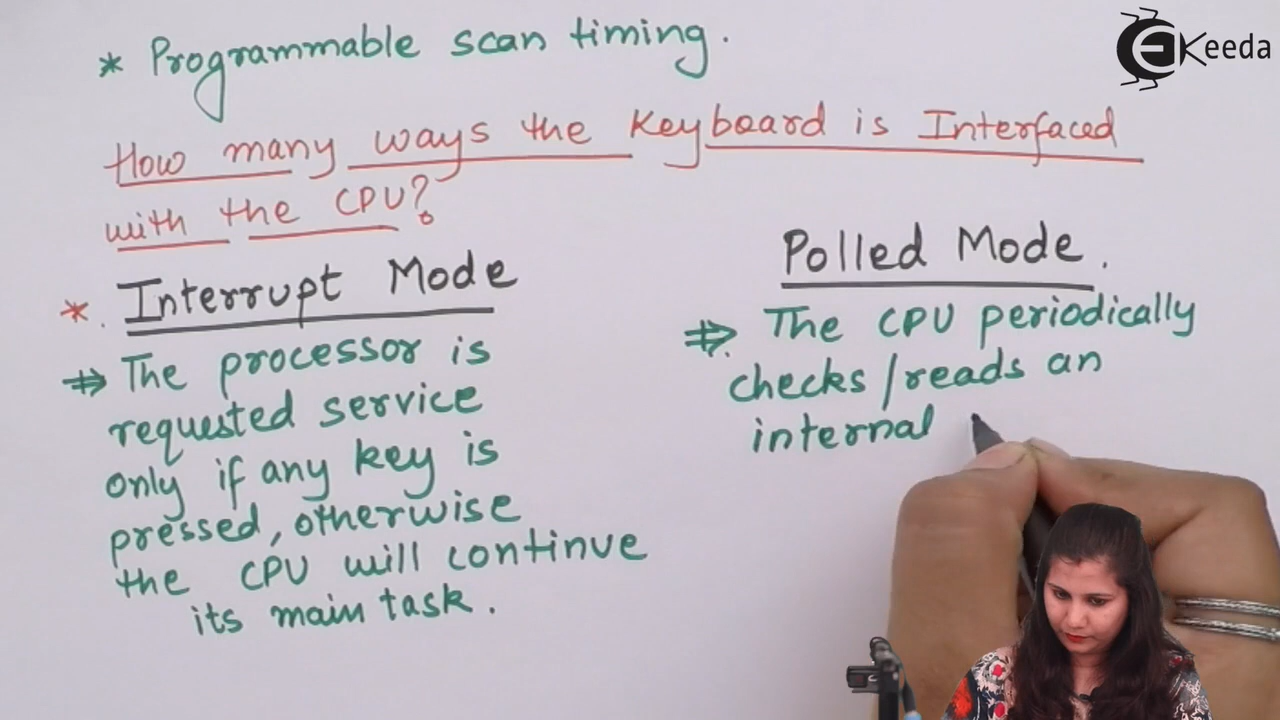 * Programmable scan timing.
EKeeda
How many ways the Keyboard is Interfaced
with the CPU?
*. Interrupt Mode
⇒ The processor is
requested service
only if any key is
pressed, otherwise
the CPU will continue
its main task.
Polled Mode.
⇒ The CPU periodically
checks/reads an
internal